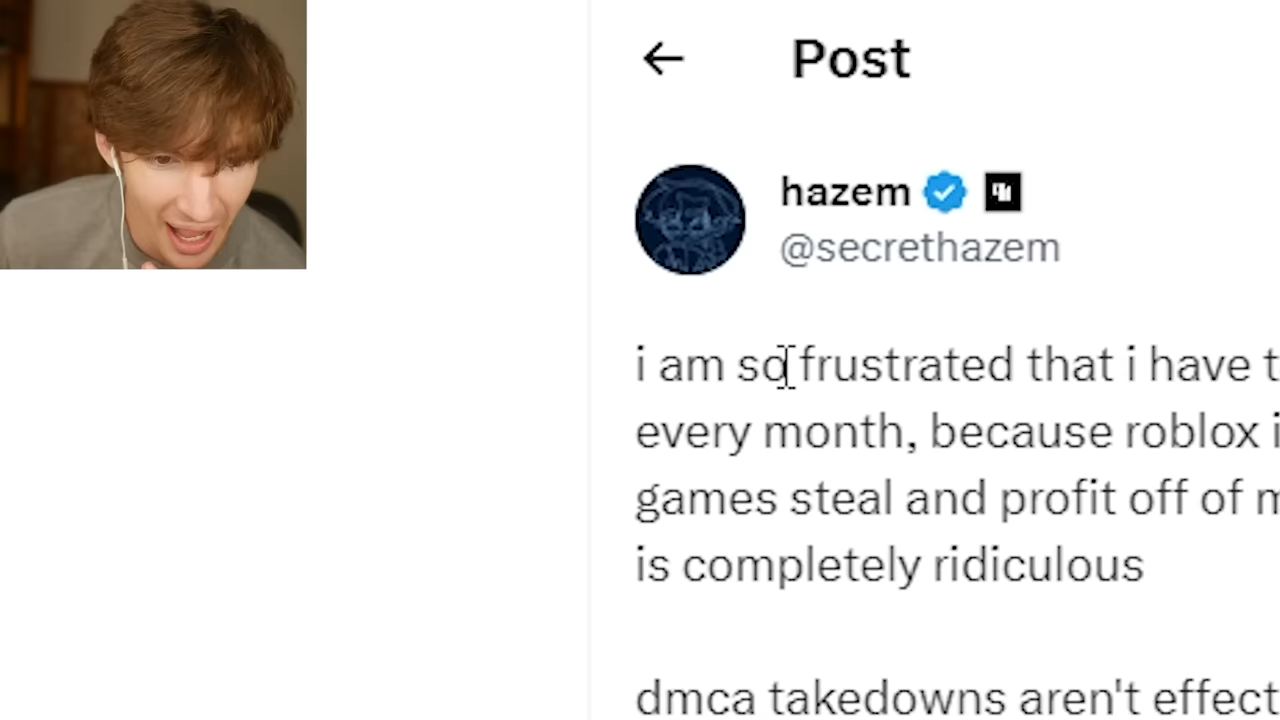 Post
hazem
@secrethazem
i am so frustrated that i have
every month, because roblox
games steal and profit off of
is completely ridiculous
dmca takedowns aren't